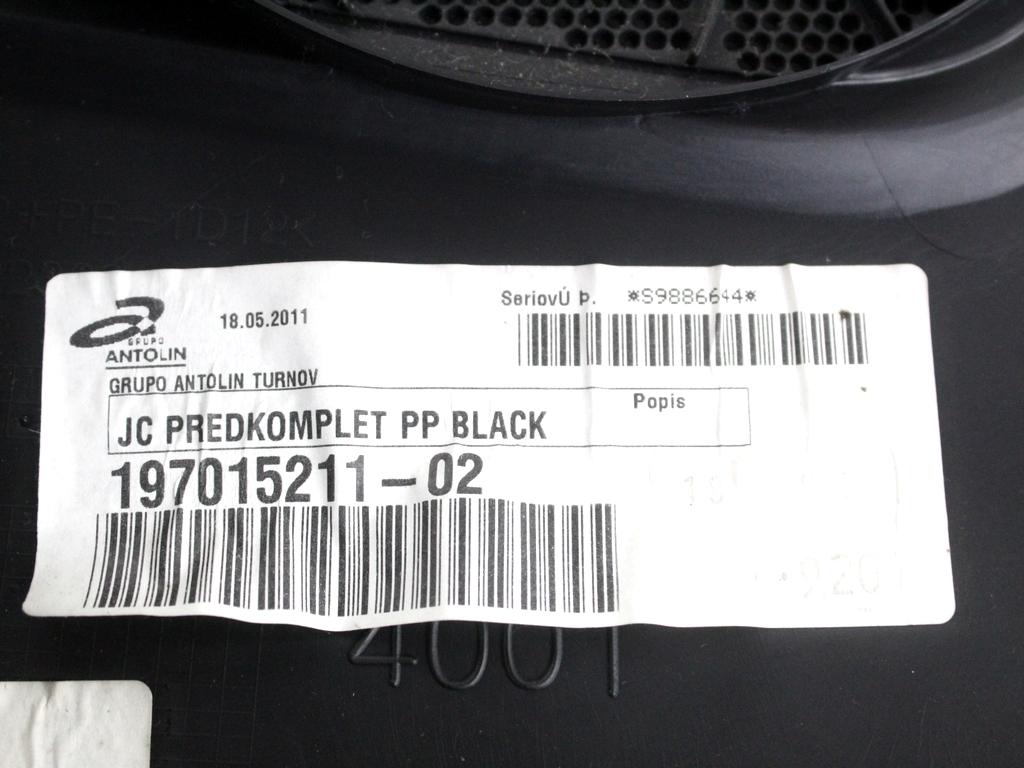 GRUPO
ANTOLIN
18.05.2011
SeriovÚ Þ. *S9886644*
GRUPO ANTOLIN TURNOV
Popis
JC PREDKOMPLET PP BLACK
197015211-02
4001